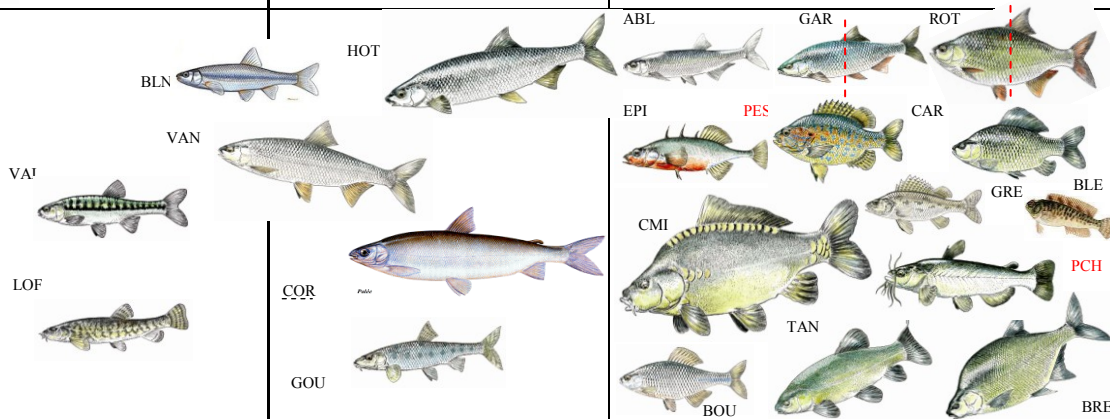 BLN
VAN
VAI
LOF
HOT
COR
Palée
GOU
ABL
GAR
ROT
EPI
PES
CAR
GRE
BLE
CMI
PCH
TAN
BOU
BRE